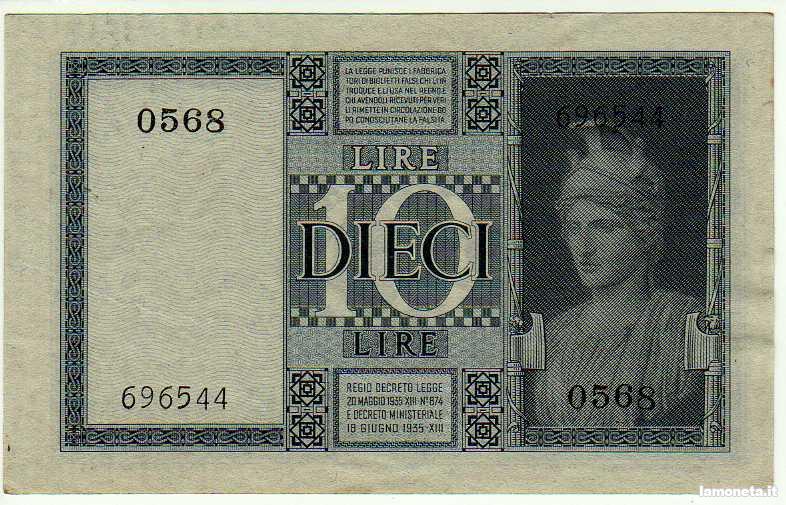 0568
696544
LA LEGGE PUNISCE I FABBRICA
TORI DI BIGLIETTI FALSI CHI LI IN
TRODUCE E LI USA NEL REGNO E
CHI AVENDOLI RICEVUTI PER VERI
LI RIMETTE IN CIRCOLAZIONE DO
PO CONOSCIUTANE LA FALSITÀ
LIRE
10
DIECI
LIRE
REGIO DECRETO LEGGE
20 MAGGIO 1935·XIII·N°874
E DECRETO MINISTERIALE
18 GIUGNO 1935·XIII
696544
0568
lamoneta.it